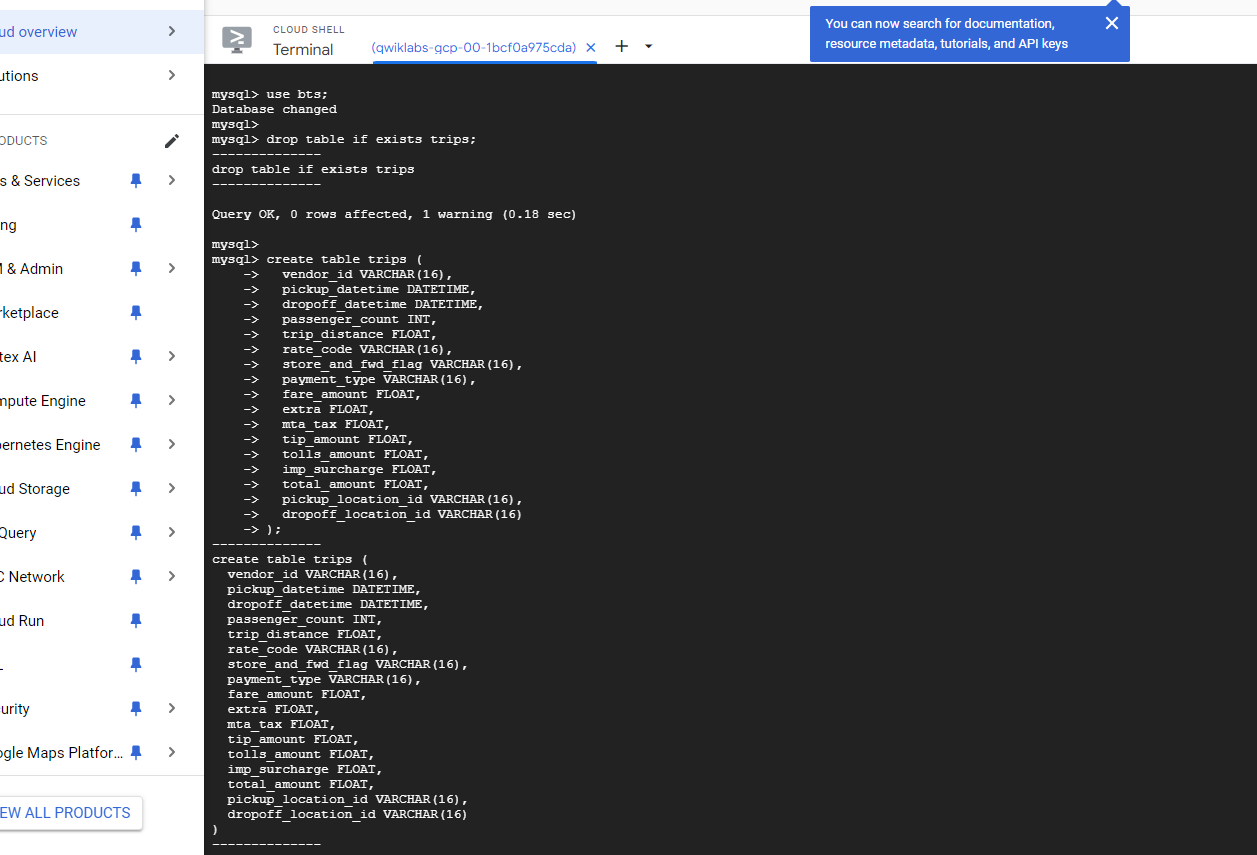 ud overview
utions
ODUCTS
s & Services
ng
M & Admin
rketplace
tex AI
mpute Engine
ernetes Engine
ud Storage
Query
C Network
ud Run
urity
ogle Maps Platfor...
EW ALL PRODUCTS
CLOUD SHELL
Terminal
(qwiklabs-gcp-00-1bcf0a975cda)
You can now search for documentation,
resource metadata, tutorials, and API keys
mysql> use bts;
Database changed
mysql>
mysql> drop table if exists trips;
--------------
drop table if exists trips
--------------
Query OK, 0 rows affected, 1 warning (0.18 sec)
mysql>
mysql> create table trips (
    ->   vendor_id VARCHAR(16),
    ->   pickup_datetime DATETIME,
    ->   dropoff_datetime DATETIME,
    ->   passenger_count INT,
    ->   trip_distance FLOAT,
    ->   rate_code VARCHAR(16),
    ->   store_and_fwd_flag VARCHAR(16),
    ->   payment_type VARCHAR(16),
    ->   fare_amount FLOAT,
    ->   extra FLOAT,
    ->   mta_tax FLOAT,
    ->   tip_amount FLOAT,
    ->   tolls_amount FLOAT,
    ->   imp_surcharge FLOAT,
    ->   total_amount FLOAT,
    ->   pickup_location_id VARCHAR(16),
    ->   dropoff_location_id VARCHAR(16)
    -> );
--------------
create table trips (
  vendor_id VARCHAR(16),
  pickup_datetime DATETIME,
  dropoff_datetime DATETIME,
  passenger_count INT,
  trip_distance FLOAT,
  rate_code VARCHAR(16),
  store_and_fwd_flag VARCHAR(16),
  payment_type VARCHAR(16),
  fare_amount FLOAT,
  extra FLOAT,
  mta_tax FLOAT,
  tip_amount FLOAT,
  tolls_amount FLOAT,
  imp_surcharge FLOAT,
  total_amount FLOAT,
  pickup_location_id VARCHAR(16),
  dropoff_location_id VARCHAR(16)
)
--------------